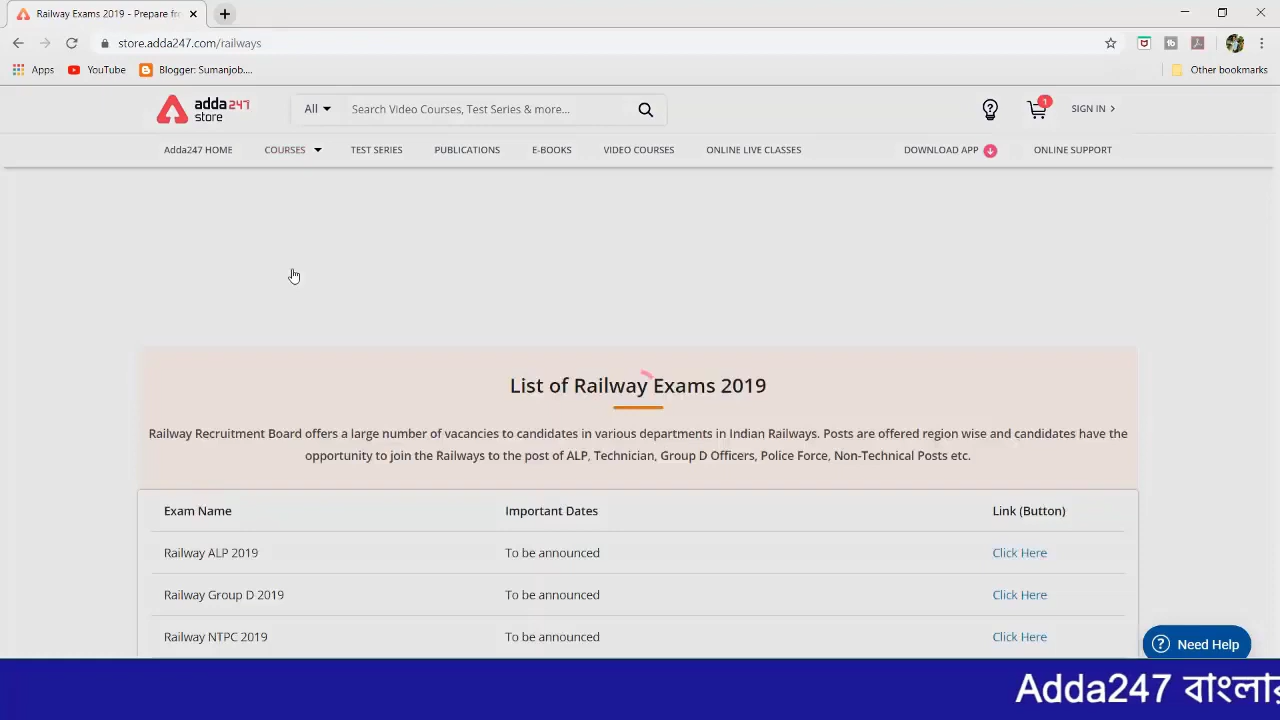 Railway Exams 2019 - Prepare fr
store.adda247.com/railways
Apps YouTube Blogger: Sumanjob.... Other bookmarks
adda247 store
All Search Video Courses, Test Series & more... 1 SIGN IN
Adda247 HOME COURSES TEST SERIES PUBLICATIONS E-BOOKS VIDEO COURSES ONLINE LIVE CLASSES DOWNLOAD APP ONLINE SUPPORT
List of Railway Exams 2019
Railway Recruitment Board offers a large number of vacancies to candidates in various departments in Indian Railways. Posts are offered region wise and candidates have the
opportunity to join the Railways to the post of ALP, Technician, Group D Officers, Police Force, Non-Technical Posts etc.
Exam Name Important Dates Link (Button)
Railway ALP 2019 To be announced Click Here
Railway Group D 2019 To be announced Click Here
Railway NTPC 2019 To be announced Click Here
Need Help
Adda247 বাংলার